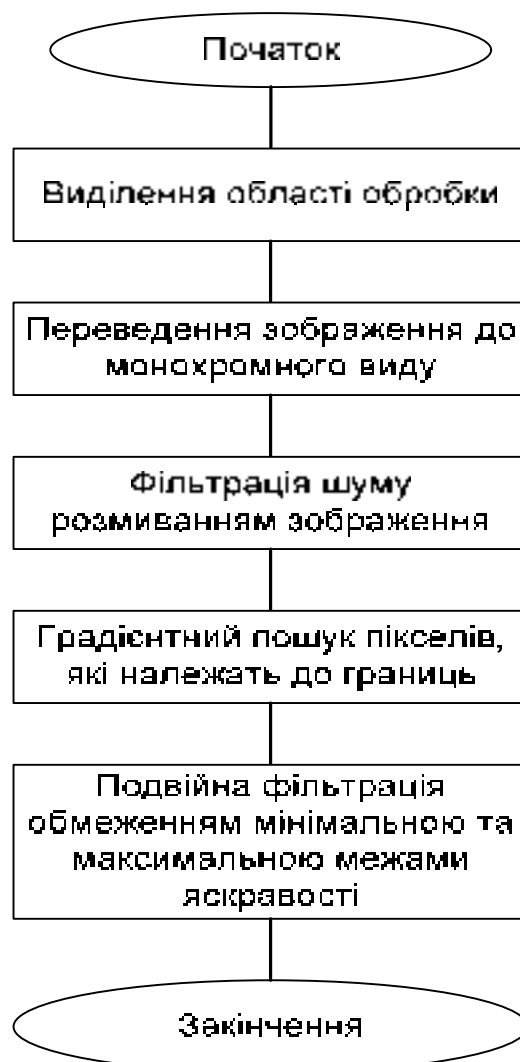 Початок
Виділення області обробки
Переведення зображення до
монохромного виду
Фільтрація шуму
розмиванням зображення
Градієнтний пошук пікселів,
які належать до границь
Подвійна фільтрація
обмеженням мінімальною та
максимальною межами
яскравості
Закінчення